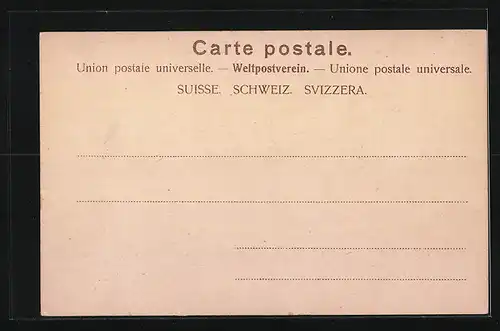 Carte postale.
Union postale universelle. — Weltpostverein. — Unione postale universale.
SUISSE. SCHWEIZ. SVIZZERA.